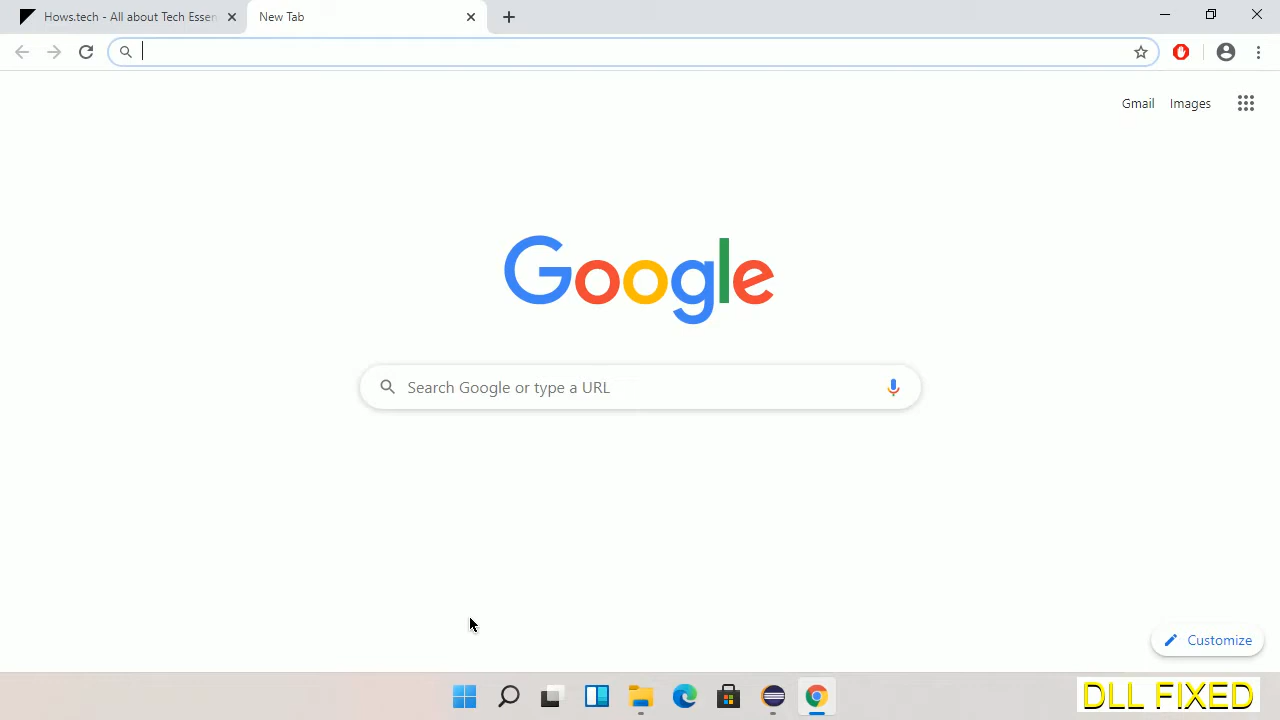 Hows.tech - All about Tech Essen
New Tab
Gmail Images
Google
Search Google or type a URL
Customize
DLL FIXED